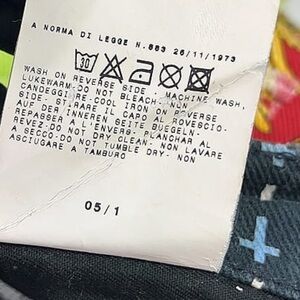 A NORMA DI LEGGE N.883 26/11/1973
30
WASH ON REVERSE SIDE . MACHINE WASH.
LUKEWARM-DO NOT BLEACH- NON
CANDEGGIARE-COOL IRON ON REVERSE
SIDE- STIRARE IL CAPO AL ROVESCIO.
AUF DER INNEREN SEITE BUEGELN-
REPASSER A L'ENVERS- PLANCHAR AL
REVEZ-DO NOT DRY CLEAN- NON LAVARE
A SECCO-DO NOT TUMBLE DRY- NON
ASCIUGARE A TAMBURO
05/1